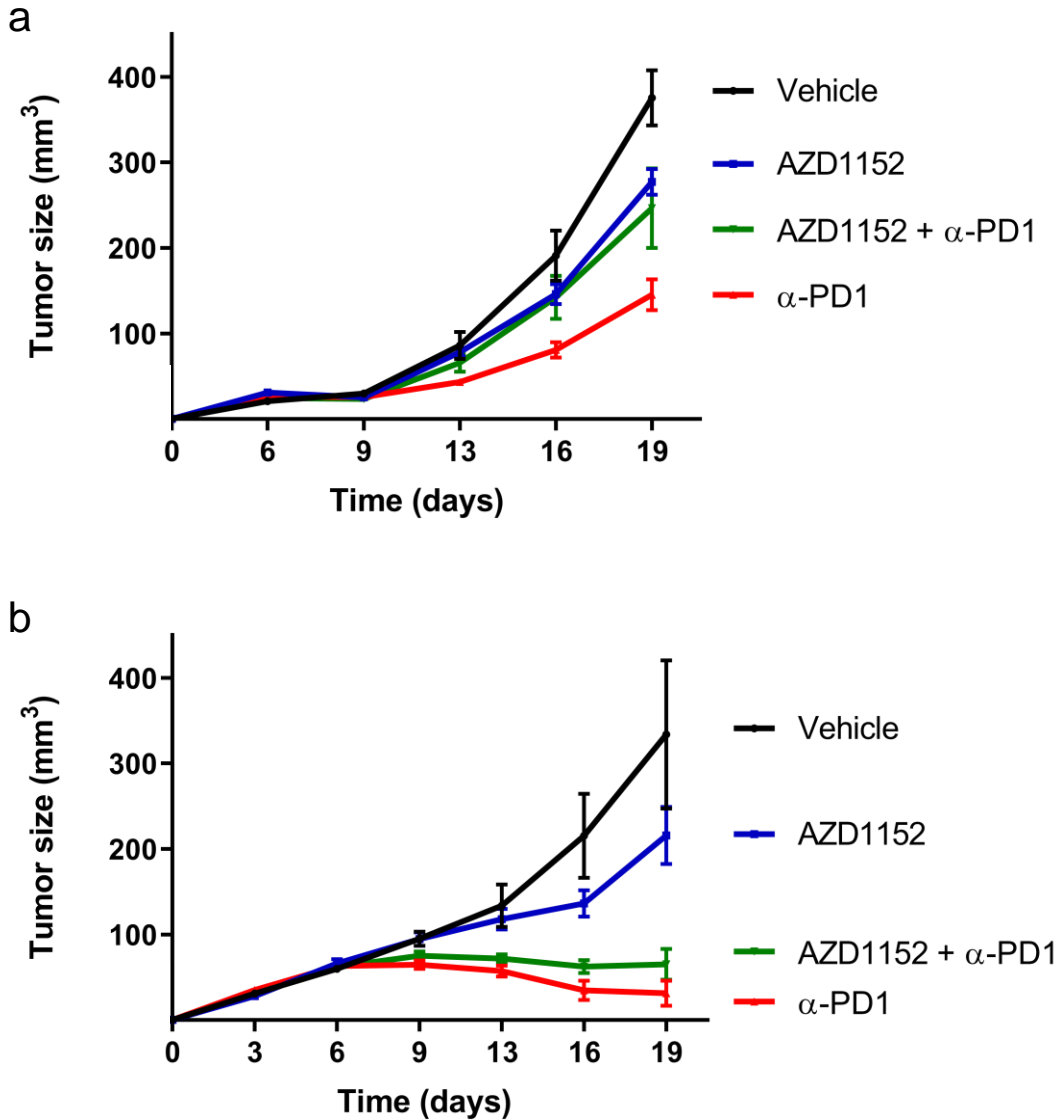 a
Tumor size (mm³)
400
300
200
100
0 6 9 13 16 19
Time (days)
Vehicle
AZD1152
AZD1152 + α-PD1
α-PD1
b
Tumor size (mm³)
400
300
200
100
0 3 6 9 13 16 19
Time (days)
Vehicle
AZD1152
AZD1152 + α-PD1
α-PD1